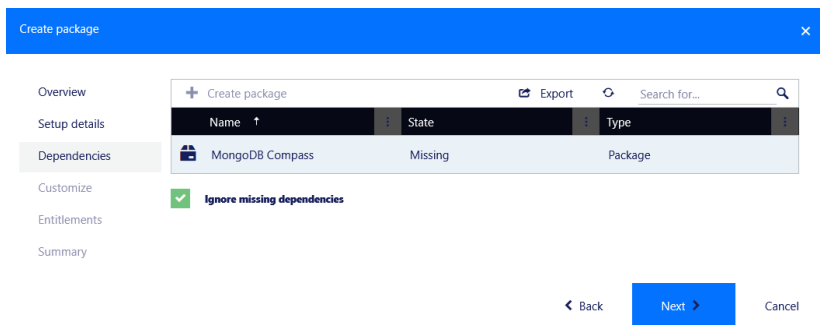 Create package
Overview
Setup details
Dependencies
Customize
Entitlements
Summary
Create package Export Search for...
Name State Type
MongoDB Compass Missing Package
Ignore missing dependencies
Back Next Cancel